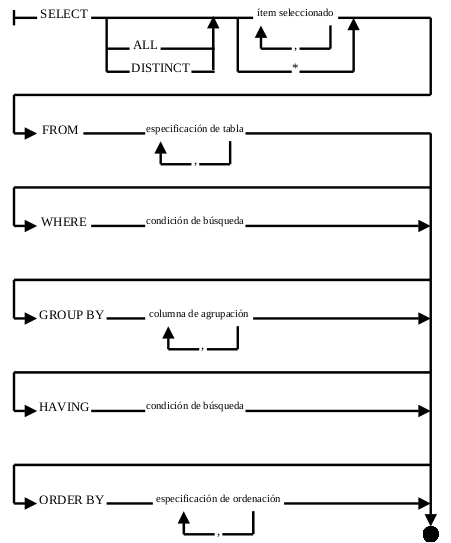 SELECT ítem seleccionado
ALL ,
DISTINCT *
FROM especificación de tabla
,
WHERE condición de búsqueda
GROUP BY columna de agrupación
,
HAVING condición de búsqueda
ORDER BY especificación de ordenación
,